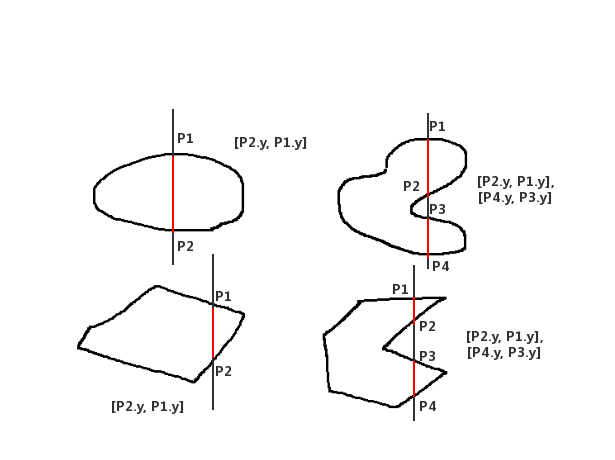 P1
[P2.y, P1.y]
P2
P1
P2
[P2.y, P1.y],
[P4.y, P3.y]
P3
P4
P1
P2
[P2.y, P1.y]
P1
P2
[P2.y, P1.y],
[P4.y, P3.y]
P3
P4